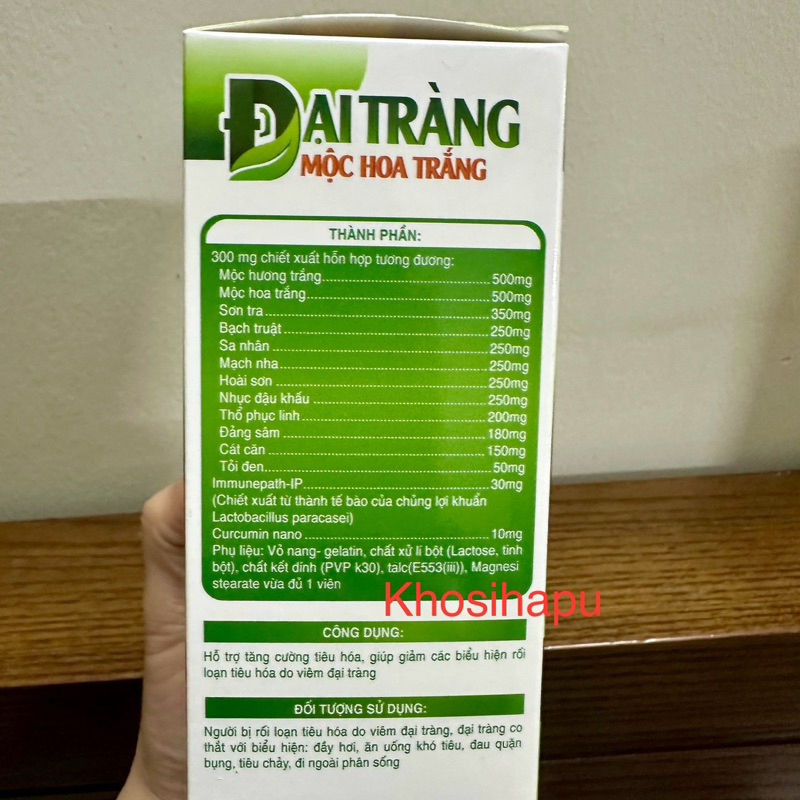 ĐẠI TRÀNG
MỘC HOA TRẮNG
THÀNH PHẦN:
300 mg chiết xuất hỗn hợp tương đương:
Mộc hương trắng....................500mg
Mộc hoa trắng....................500mg
Sơn tra....................350mg
Bạch truật....................250mg
Sa nhân....................250mg
Mạch nha....................250mg
Hoài sơn....................250mg
Nhục đậu khấu....................250mg
Thổ phục linh....................200mg
Đảng sâm....................180mg
Cát căn....................150mg
Tỏi đen....................50mg
Immunepath-IP....................30mg
(Chiết xuất từ thành tế bào của chủng lợi khuẩn
Lactobacillus paracasei)
Curcumin nano....................10mg
Phụ liệu: Vỏ nang- gelatin, chất xử lí bột (Lactose, tinh
bột), chất kết dính (PVP k30), talc(E553(iii)), Magnesi
stearate vừa đủ 1 viên
Khosihapu
CÔNG DỤNG:
Hỗ trợ tăng cường tiêu hóa, giúp giảm các biểu hiện rối
loạn tiêu hóa do viêm đại tràng
ĐỐI TƯỢNG SỬ DỤNG:
Người bị rối loạn tiêu hóa do viêm đại tràng, đại tràng co
thắt với biểu hiện: đầy hơi, ăn uống khó tiêu, đau quặn
bụng, tiêu chảy, đi ngoài phân sống